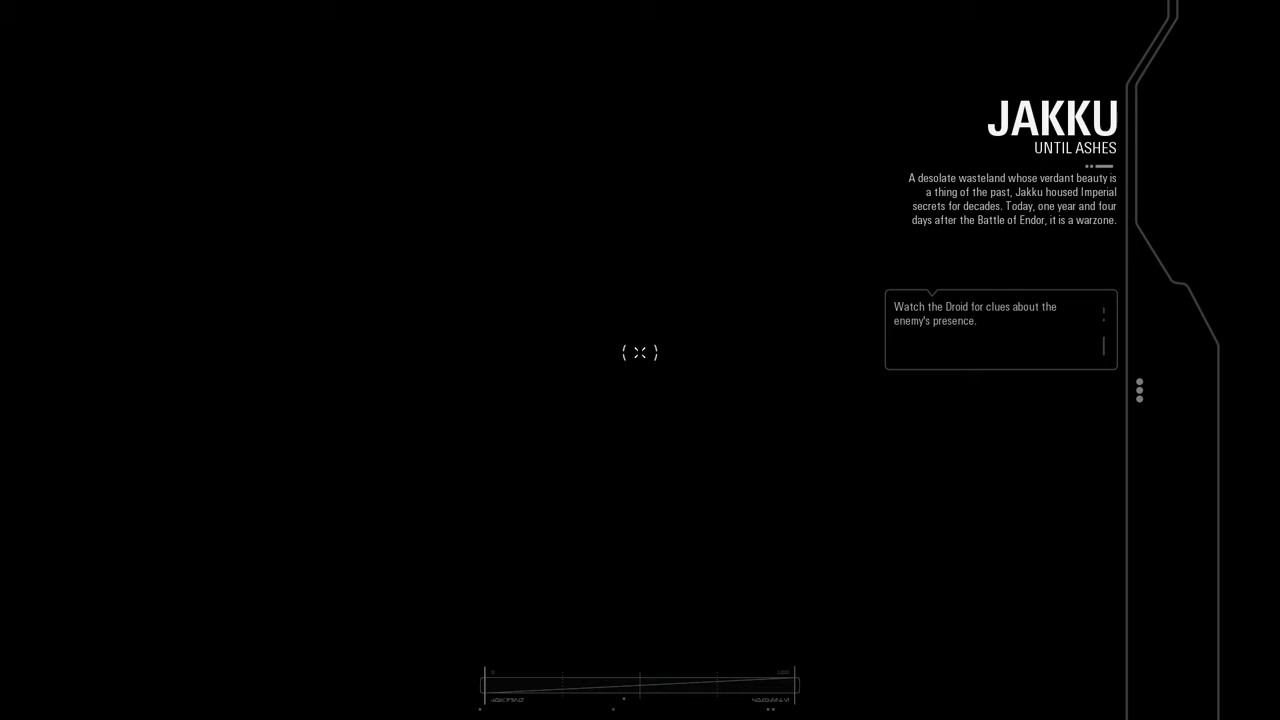 JAKKU
UNTIL ASHES
A desolate wasteland whose verdant beauty is
a thing of the past, Jakku housed Imperial
secrets for decades. Today, one year and four
days after the Battle of Endor, it is a warzone.
Watch the Droid for clues about the
enemy's presence.